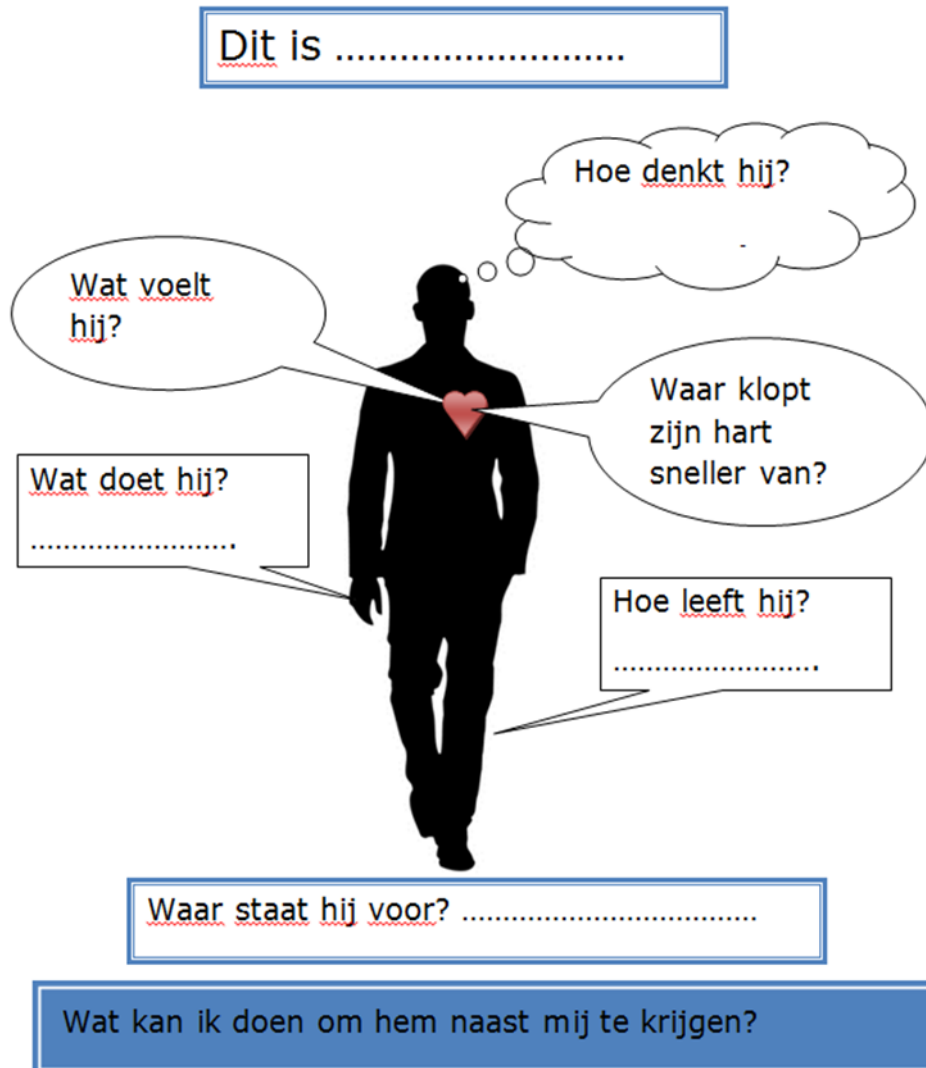 Dit is ...........................
Hoe denkt hij?
Wat voelt
hij?
Waar klopt
zijn hart
sneller van?
Wat doet hij?
.........................
Hoe leeft hij?
.........................
Waar staat hij voor? ..................................
Wat kan ik doen om hem naast mij te krijgen?